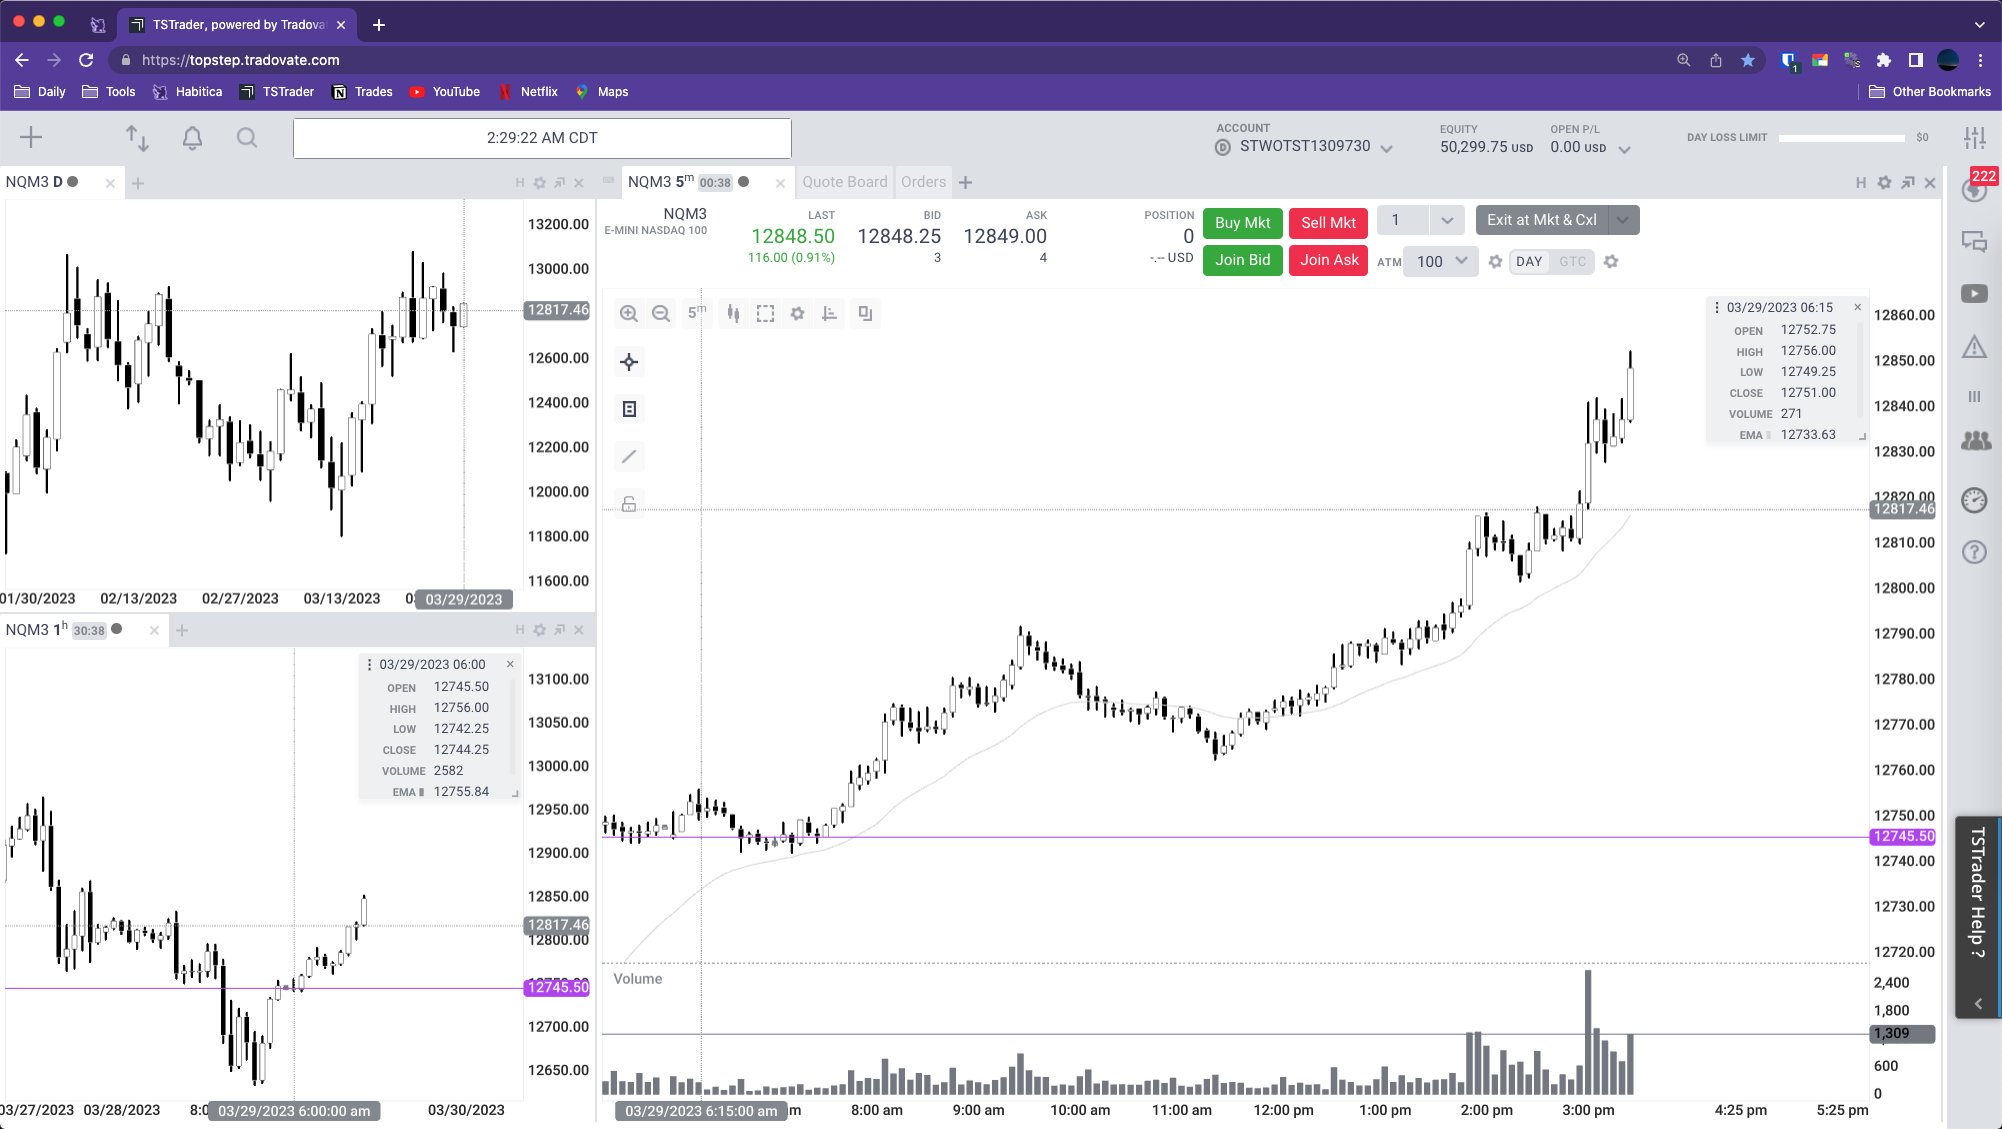 TSTrader, powered by Tradova
https://topstep.tradovate.com
1
Daily Tools Habitica TSTrader Trades YouTube Netflix Maps Other Bookmarks
2:29:22 AM CDT
ACCOUNT
STWOTST1309730
EQUITY
50,299.75 USD
OPEN P/L
0.00 USD
DAY LOSS LIMIT $0
NQM3 D
H
13200.00
13000.00
12817.46
12600.00
12400.00
12200.00
12000.00
11800.00
11600.00
01/30/2023 02/13/2023 02/27/2023 03/13/2023 03/29/2023
NQM3 1h 30:38
H
03/29/2023 06:00
OPEN 12745.50
HIGH 12756.00
LOW 12742.25
CLOSE 12744.25
VOLUME 2582
EMA 12755.84
13100.00
13050.00
13000.00
12950.00
12900.00
12850.00
12817.46
12800.00
12745.50
12700.00
12650.00
03/27/2023 03/28/2023 8:0 03/29/2023 6:00:00 am 03/30/2023
NQM3 5m 00:38
Quote Board Orders
H
NQM3
E-MINI NASDAQ 100
LAST
12848.50
116.00 (0.91%)
BID
12848.25
3
ASK
12849.00
4
POSITION
0
-.-- USD
Buy Mkt Sell Mkt 1 Exit at Mkt & Cxl
Join Bid Join Ask ATM 100 DAY GTC
5m
03/29/2023 06:15
OPEN 12752.75
HIGH 12756.00
LOW 12749.25
CLOSE 12751.00
VOLUME 271
EMA 12733.63
12860.00
12850.00
12840.00
12830.00
12820.00
12817.46
12810.00
12800.00
12790.00
12780.00
12770.00
12760.00
12750.00
12745.50
12740.00
12730.00
12720.00
Volume
2,400
1,800
1,309
600
0
03/29/2023 6:15:00 am m 8:00 am 9:00 am 10:00 am 11:00 am 12:00 pm 1:00 pm 2:00 pm 3:00 pm 4:25 pm 5:25 pm
222
TSTrader Help ?